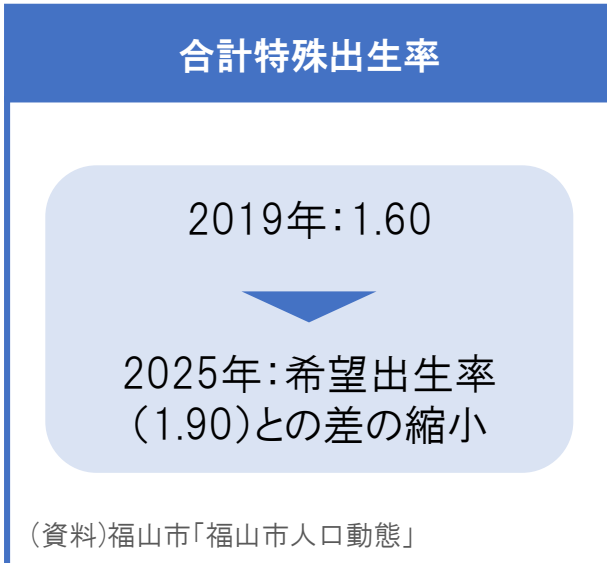 合計特殊出生率
2019年：1.60
2025年：希望出生率
（1.90）との差の縮小
（資料）福山市「福山市人口動態」